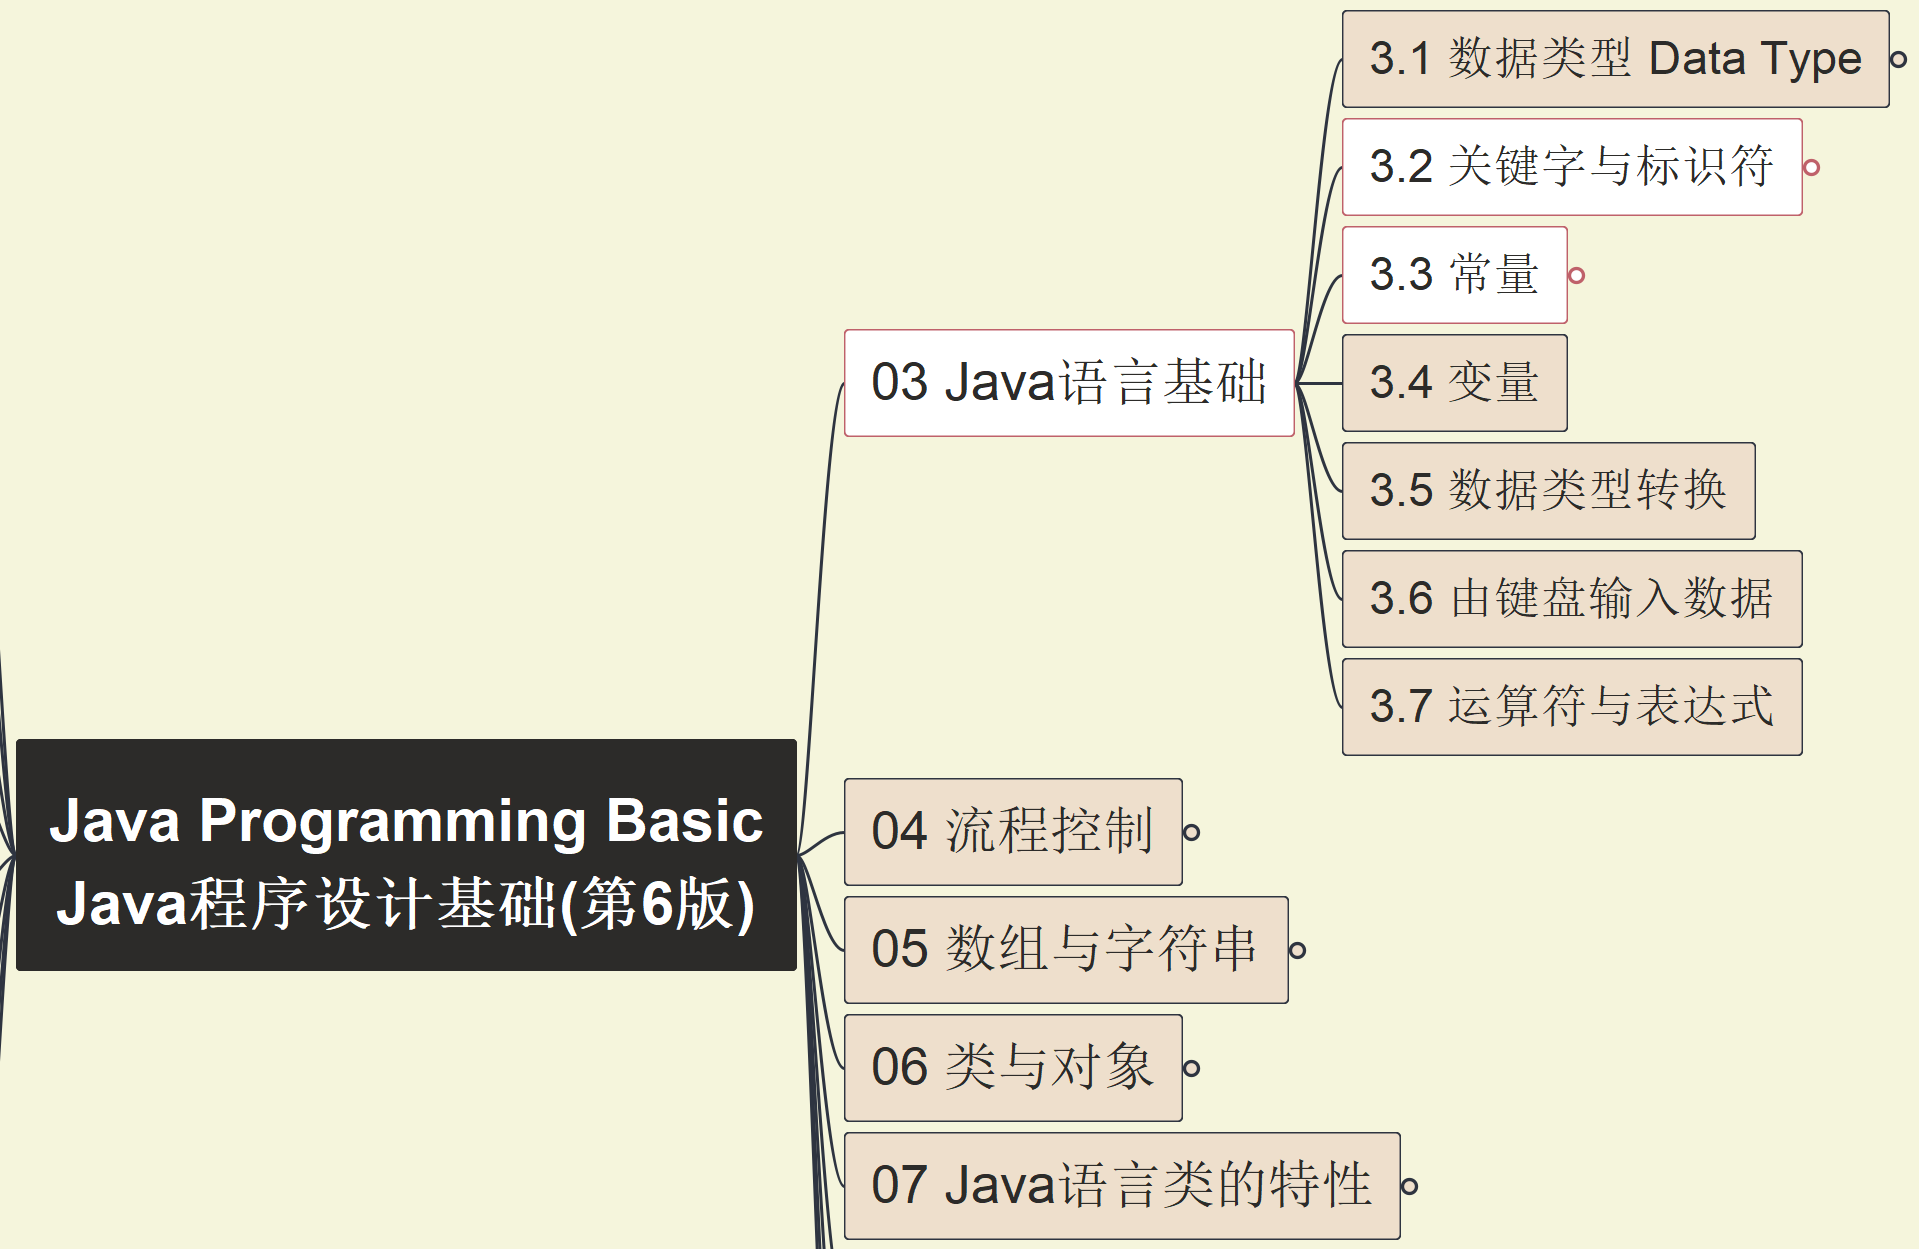 Java Programming Basic
Java程序设计基础(第6版)
03 Java语言基础
3.1 数据类型 Data Type
3.2 关键字与标识符
3.3 常量
3.4 变量
3.5 数据类型转换
3.6 由键盘输入数据
3.7 运算符与表达式
04 流程控制
05 数组与字符串
06 类与对象
07 Java语言类的特性